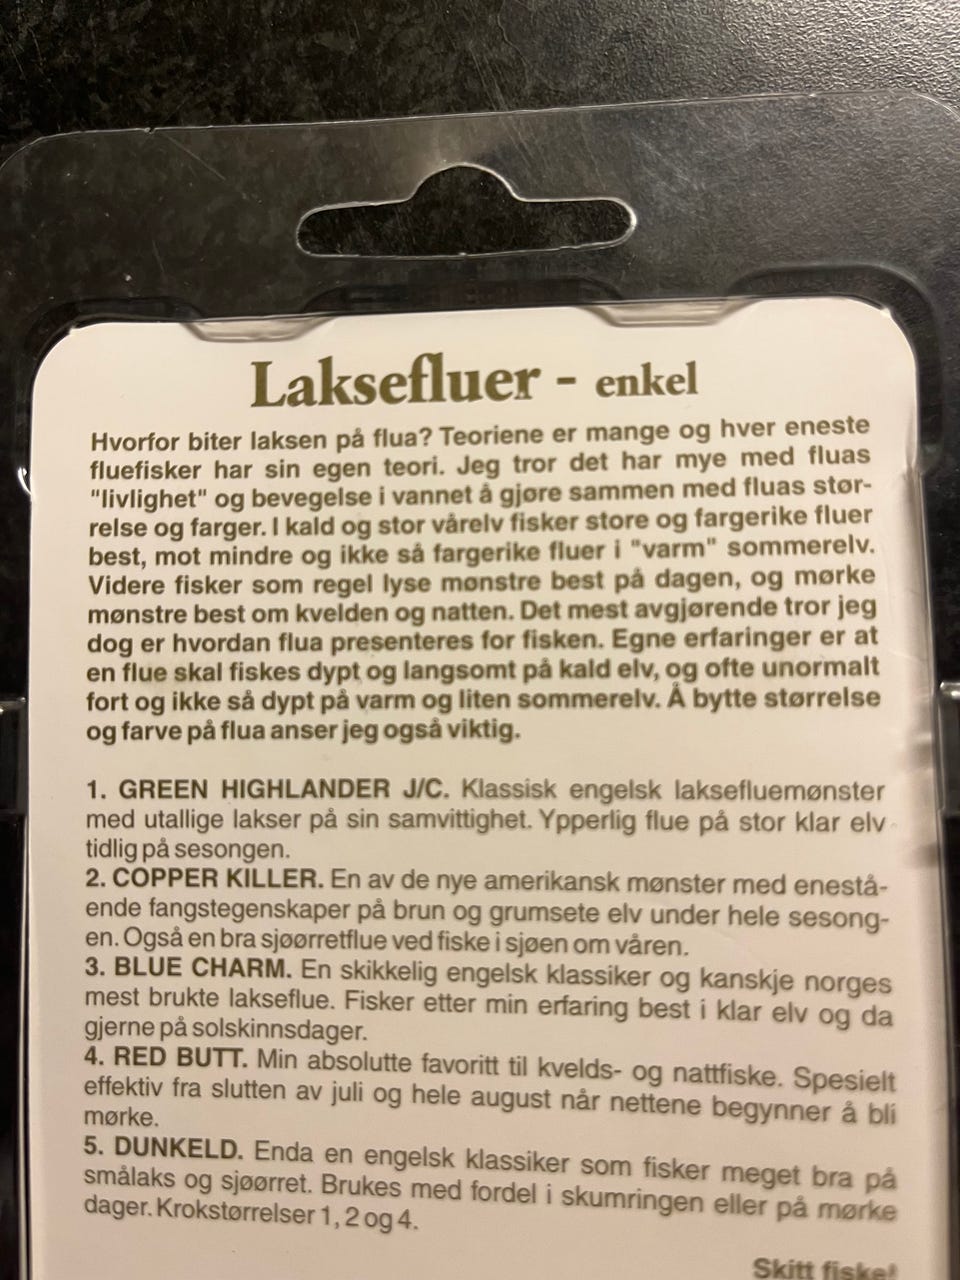 Laksefluer - enkel
Hvorfor biter laksen på flua? Teoriene er mange og hver eneste
fluefisker har sin egen teori. Jeg tror det har mye med fluas
"livlighet" og bevegelse i vannet å gjøre sammen med fluas stør-
relse og farger. I kald og stor vårelv fisker store og fargerike fluer
best, mot mindre og ikke så fargerike fluer i "varm" sommerelv.
Videre fisker som regel lyse mønstre best på dagen, og mørke
mønstre best om kvelden og natten. Det mest avgjørende tror jeg
dog er hvordan flua presenteres for fisken. Egne erfaringer er at
en flue skal fiskes dypt og langsomt på kald elv, og ofte unormalt
fort og ikke så dypt på varm og liten sommerelv. Å bytte størrelse
og farve på flua anser jeg også viktig.
1. GREEN HIGHLANDER J/C. Klassisk engelsk laksefluemønster
med utallige lakser på sin samvittighet. Ypperlig flue på stor klar elv
tidlig på sesongen.
2. COPPER KILLER. En av de nye amerikansk mønster med enestå-
ende fangstegenskaper på brun og grumsete elv under hele sesong-
en. Også en bra sjøørretflue ved fiske i sjøen om våren.
3. BLUE CHARM. En skikkelig engelsk klassiker og kanskje norges
mest brukte lakseflue. Fisker etter min erfaring best i klar elv og da
gjerne på solskinnsdager.
4. RED BUTT. Min absolutte favoritt til kvelds- og nattfiske. Spesielt
effektiv fra slutten av juli og hele august når nettene begynner å bli
mørke.
5. DUNKELD. Enda en engelsk klassiker som fisker meget bra på
smålaks og sjøørret. Brukes med fordel i skumringen eller på mørke
dager. Krokstørrelser 1, 2 og 4.
Skitt fiske!